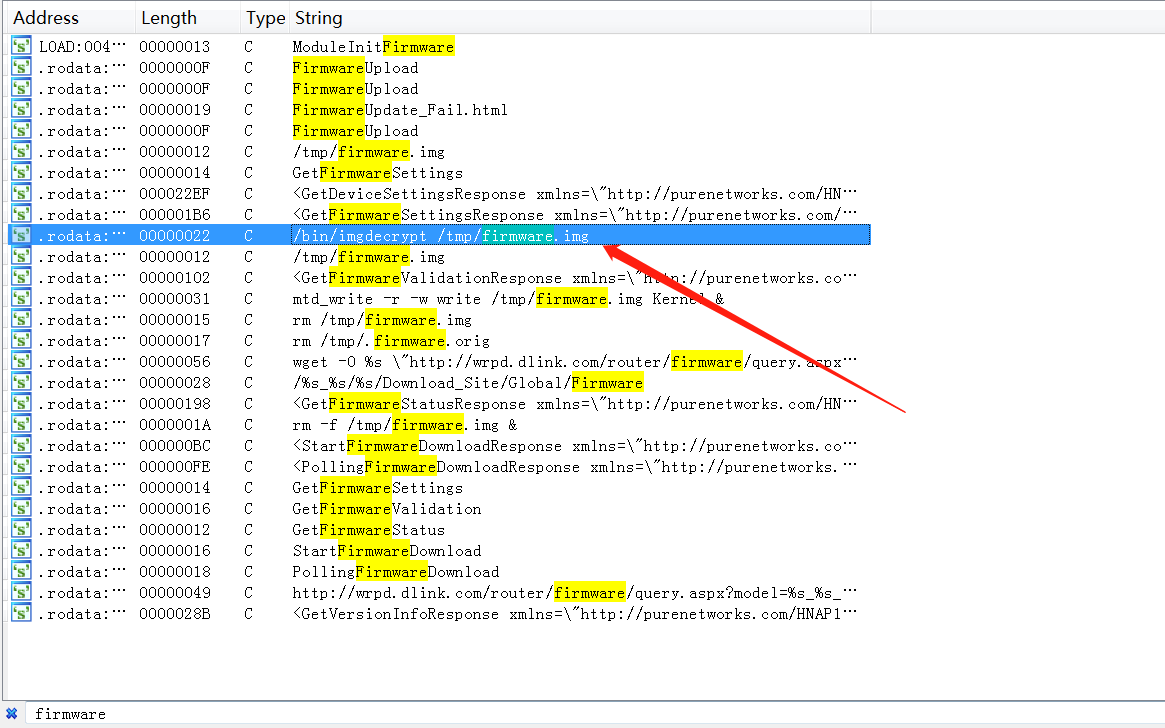 Address Length Type String
LOAD:004… 00000013 C ModuleInitFirmware
.rodata:… 0000000F C FirmwareUpload
.rodata:… 0000000F C FirmwareUpload
.rodata:… 00000019 C FirmwareUpdate_Fail.html
.rodata:… 0000000F C FirmwareUpload
.rodata:… 00000012 C /tmp/firmware.img
.rodata:… 00000014 C GetFirmwareSettings
.rodata:… 000022EF C <GetDeviceSettingsResponse xmlns=\"http://purenetworks.com/HN…
.rodata:… 000001B6 C <GetFirmwareSettingsResponse xmlns=\"http://purenetworks.com/…
.rodata:… 00000022 C /bin/imgdecrypt /tmp/firmware.img
.rodata:… 00000012 C /tmp/firmware.img
.rodata:… 00000102 C <GetFirmwareValidationResponse xmlns=\"http://purenetworks.co…
.rodata:… 00000031 C mtd_write -r -w write /tmp/firmware.img Kernel &
.rodata:… 00000015 C rm /tmp/firmware.img
.rodata:… 00000017 C rm /tmp/.firmware.orig
.rodata:… 00000056 C wget -O %s \"http://wrpd.dlink.com/router/firmware/query.aspx…
.rodata:… 00000028 C /%s_%s/%s/Download_Site/Global/Firmware
.rodata:… 00000198 C <GetFirmwareStatusResponse xmlns=\"http://purenetworks.com/HN…
.rodata:… 0000001A C rm -f /tmp/firmware.img &
.rodata:… 000000BC C <StartFirmwareDownloadResponse xmlns=\"http://purenetworks.co…
.rodata:… 000000FE C <PollingFirmwareDownloadResponse xmlns=\"http://purenetworks.…
.rodata:… 00000014 C GetFirmwareSettings
.rodata:… 00000016 C GetFirmwareValidation
.rodata:… 00000012 C GetFirmwareStatus
.rodata:… 00000016 C StartFirmwareDownload
.rodata:… 00000018 C PollingFirmwareDownload
.rodata:… 00000049 C http://wrpd.dlink.com/router/firmware/query.aspx?model=%s_%s_…
.rodata:… 0000028B C <GetVersionInfoResponse xmlns=\"http://purenetworks.com/HNAP1…
firmware